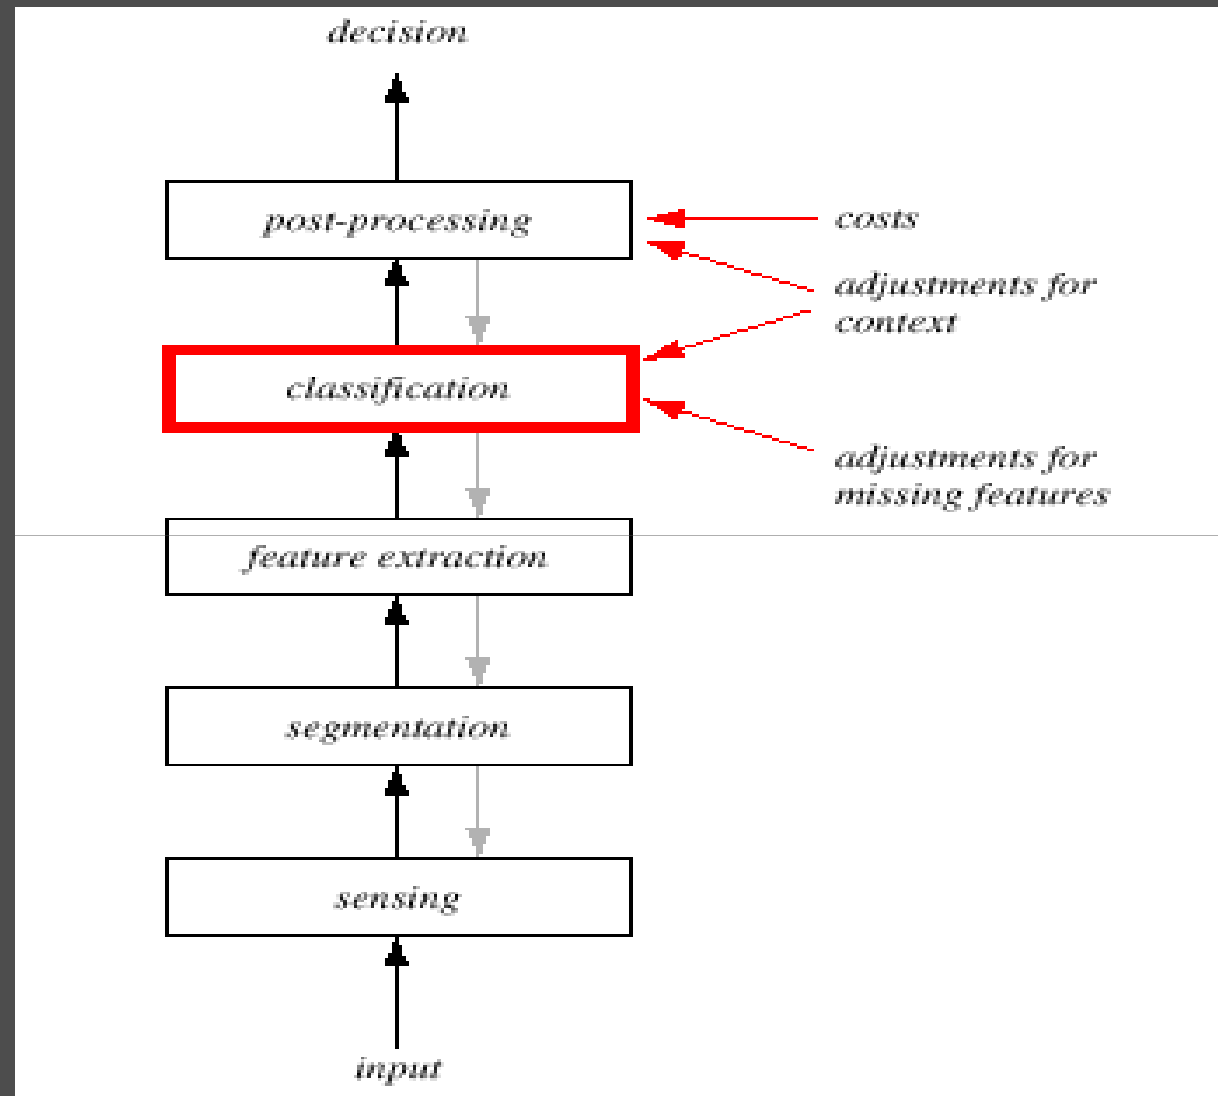 decision
post-processing
costs
adjustments for
context
classification
adjustments for
missing features
feature extraction
segmentation
sensing
input